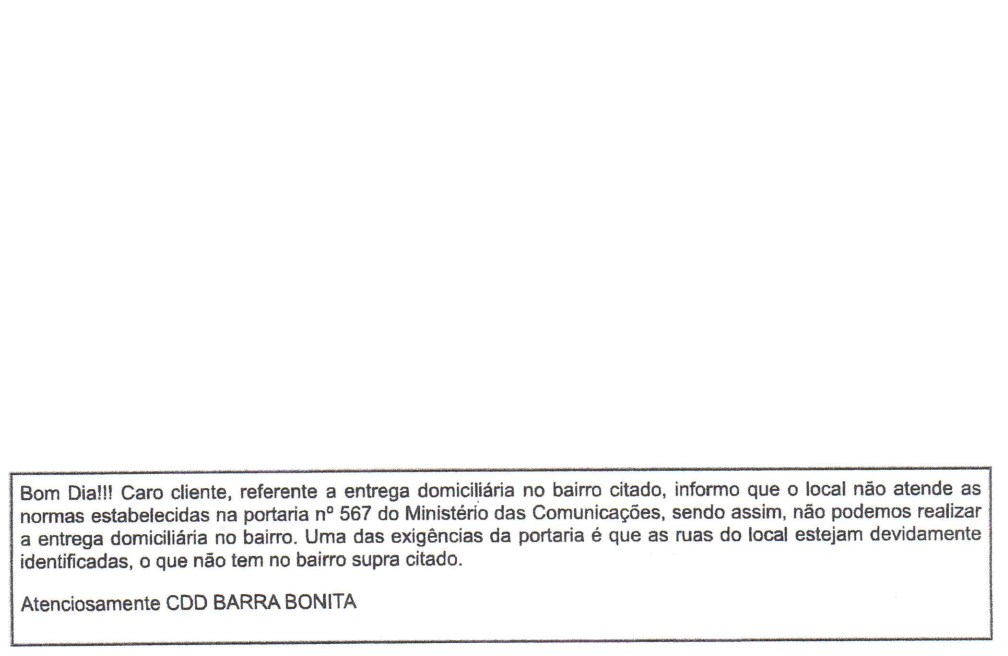 Bom Dia!!! Caro cliente, referente a entrega domiciliária no bairro citado, informo que o local não atende as
normas estabelecidas na portaria nº 567 do Ministério das Comunicações, sendo assim, não podemos realizar
a entrega domiciliária no bairro. Uma das exigências da portaria é que as ruas do local estejam devidamente
identificadas, o que não tem no bairro supra citado.
Atenciosamente CDD BARRA BONITA